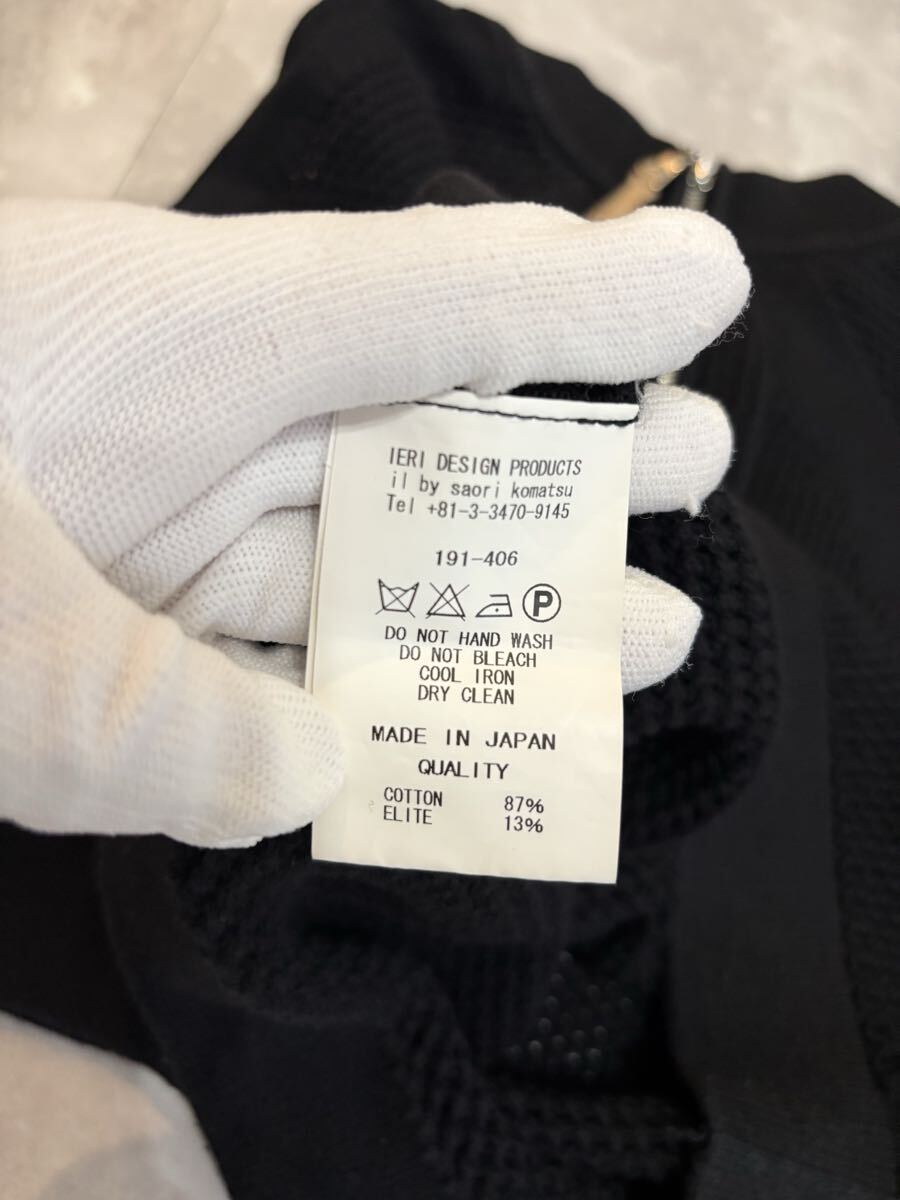 IERI DESIGN PRODUCTS
il by saori komatsu
Tel +81-3-3470-9145
191-406
P
DO NOT HAND WASH
DO NOT BLEACH
COOL IRON
DRY CLEAN
MADE IN JAPAN
QUALITY
COTTON 87%
ELITE 13%